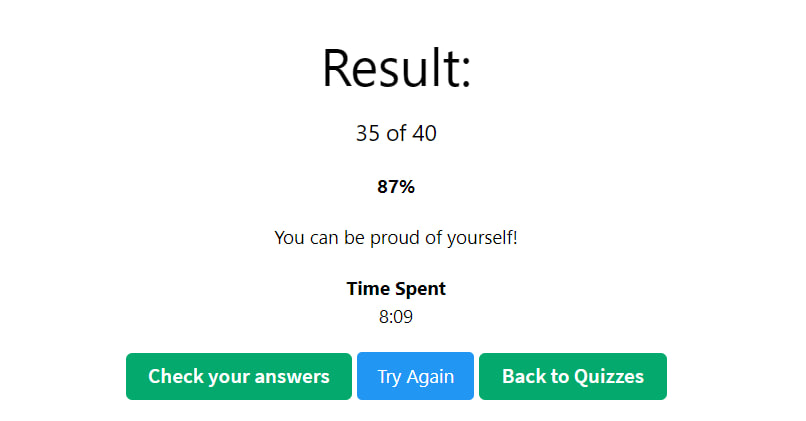 Result:
35 of 40
87%
You can be proud of yourself!
Time Spent
8:09
Check your answers Try Again Back to Quizzes